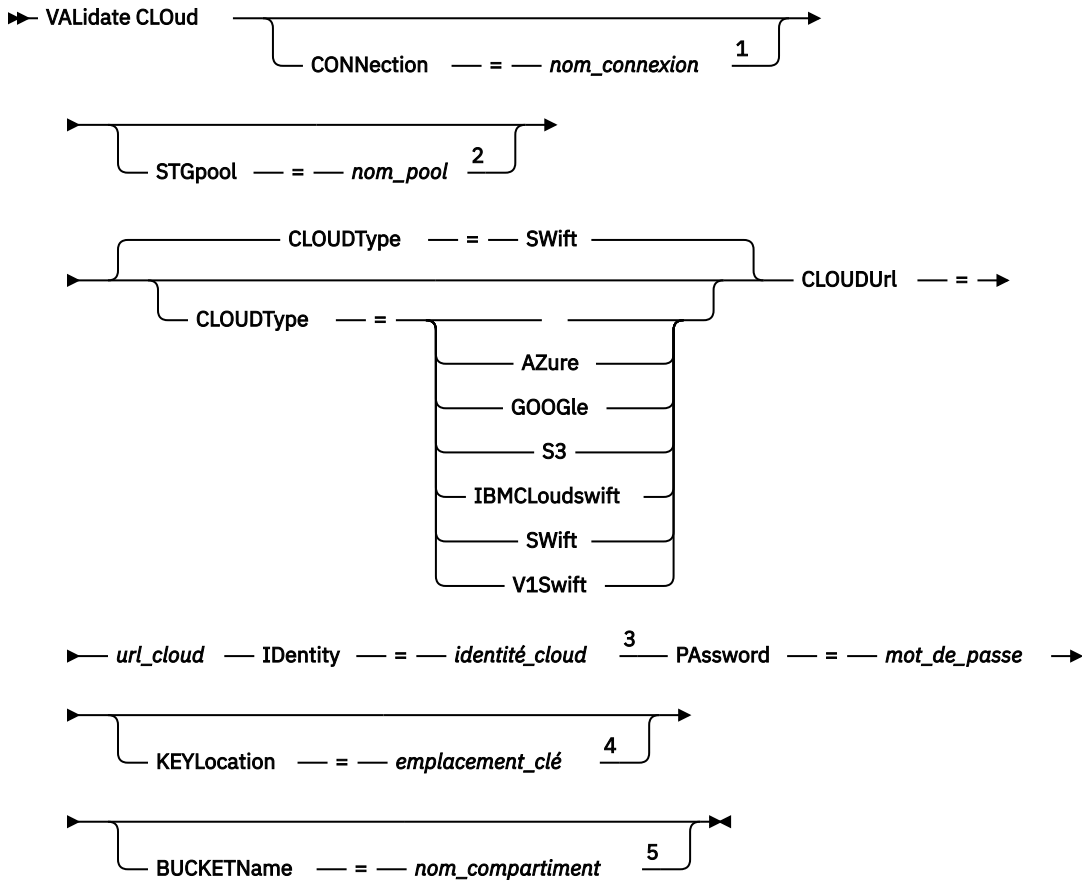 VALidate CLOud
CONNection = nom_connexion 1
STGpool = nom_pool 2
CLOUDType = SWift
CLOUDUrl =
CLOUDType =
AZure
GOOGle
S3
IBMCLoudswift
SWift
V1Swift
url_cloud IDentity = identité_cloud 3 PAssword = mot_de_passe
KEYLocation = emplacement_clé 4
BUCKETName = nom_compartiment 5